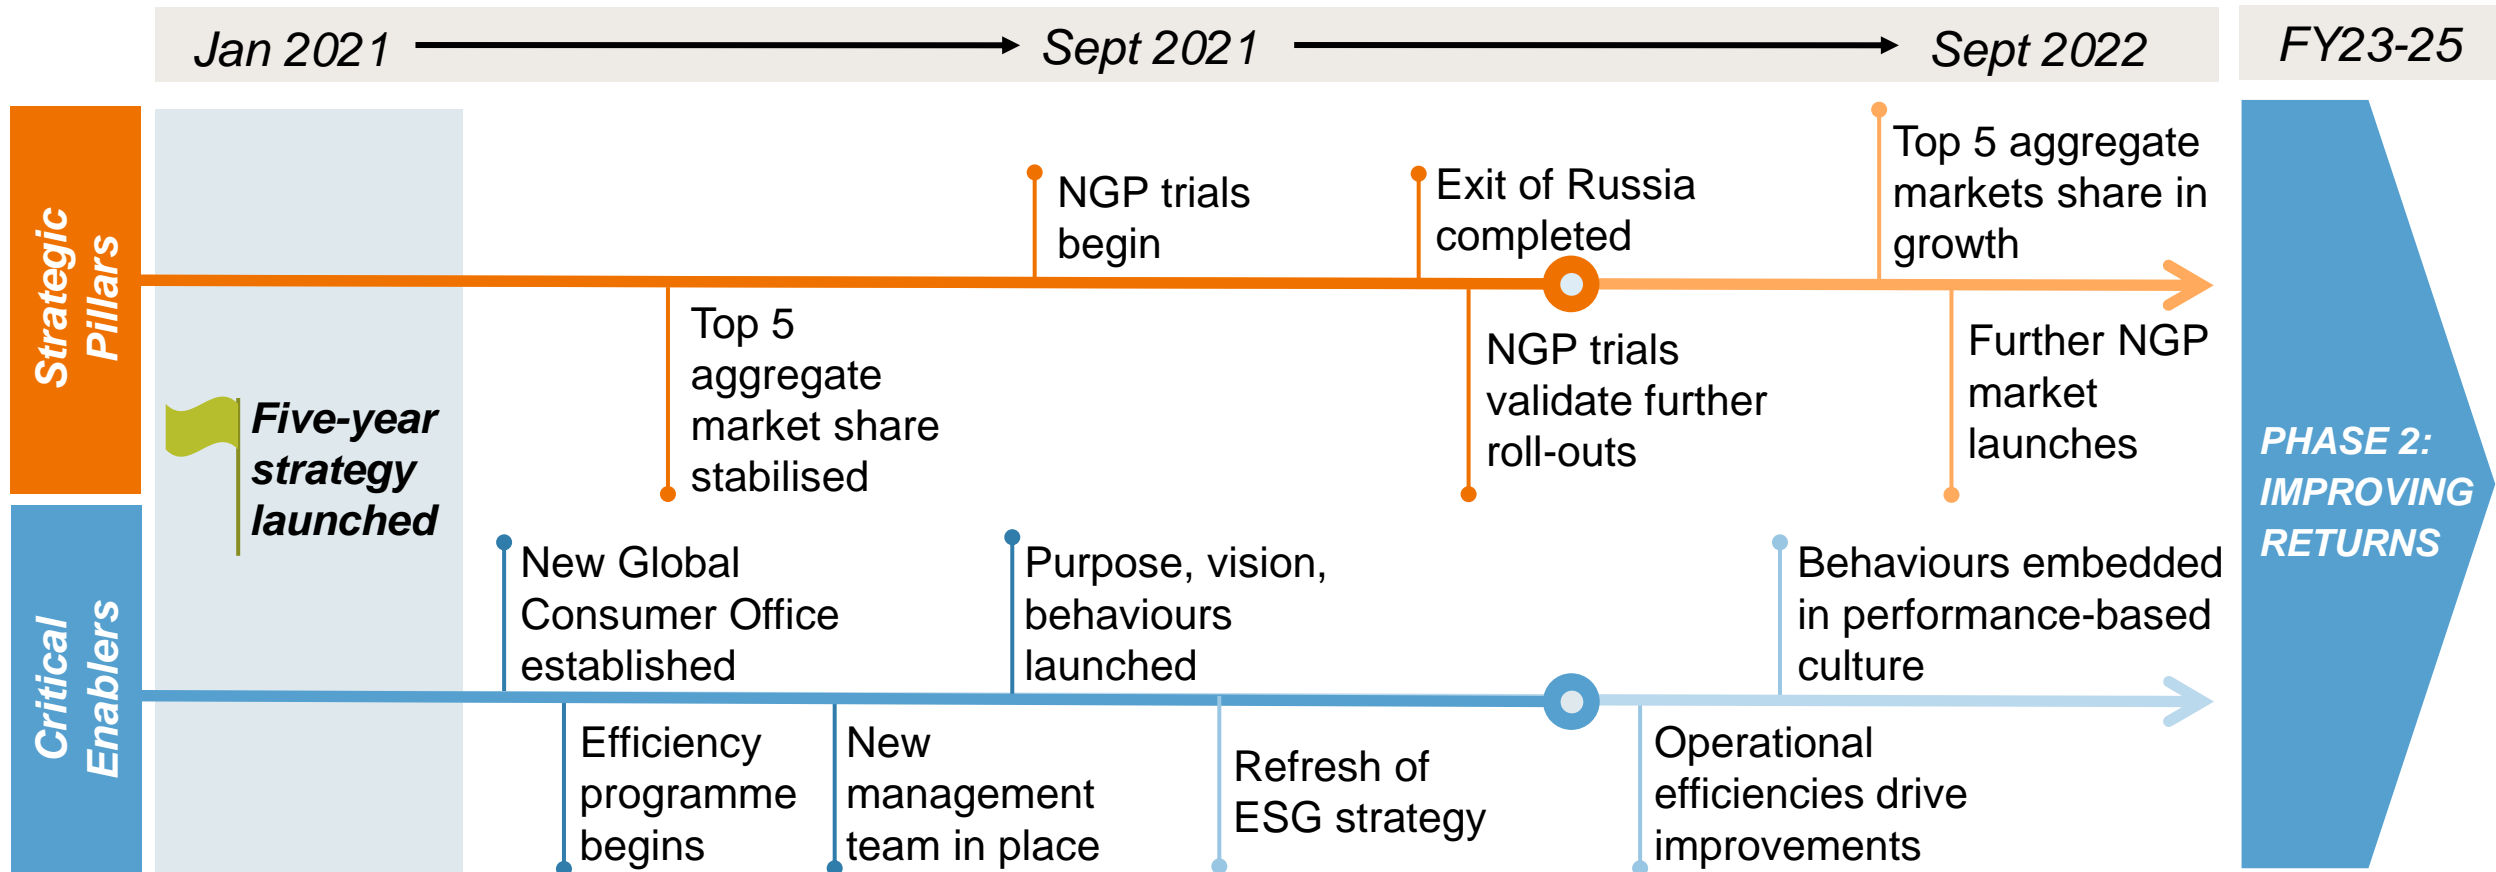 Jan 2021
Sept 2021
Sept 2022
FY23-25
Strategic
Pillars
Five-year
strategy
launched
Top 5
aggregate
market share
stabilised
NGP trials
begin
Exit of Russia
completed
NGP trials
validate further
roll-outs
Top 5 aggregate
markets share in
growth
Further NGP
market
launches
Critical
Enablers
New Global
Consumer Office
established
Efficiency
programme
begins
New
management
team in place
Purpose, vision,
behaviours
launched
Refresh of
ESG strategy
Operational
efficiencies drive
improvements
Behaviours embedded
in performance-based
culture
PHASE 2:
IMPROVING
RETURNS